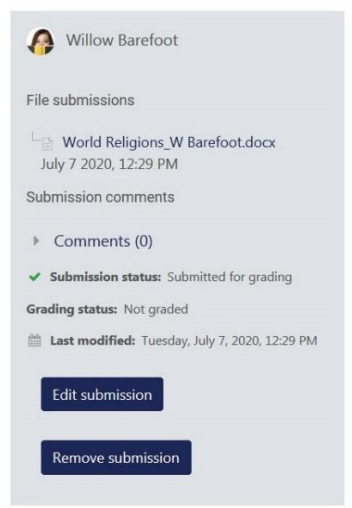 Willow Barefoot
File submissions
World Religions_W Barefoot.docx
July 7 2020, 12:29 PM
Submission comments
Comments (0)
Submission status: Submitted for grading
Grading status: Not graded
Last modified: Tuesday, July 7, 2020, 12:29 PM
Edit submission
Remove submission